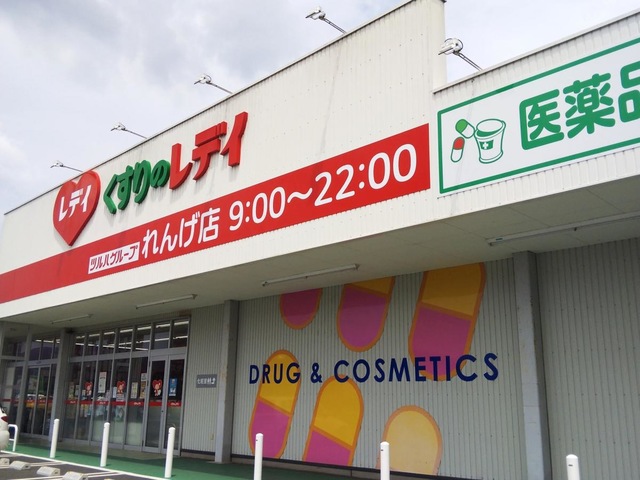 レデイ
くすりのレデイ
ツルハグループ れんげ店 9:00～22:00
医薬品
DRUG & COSMETICS